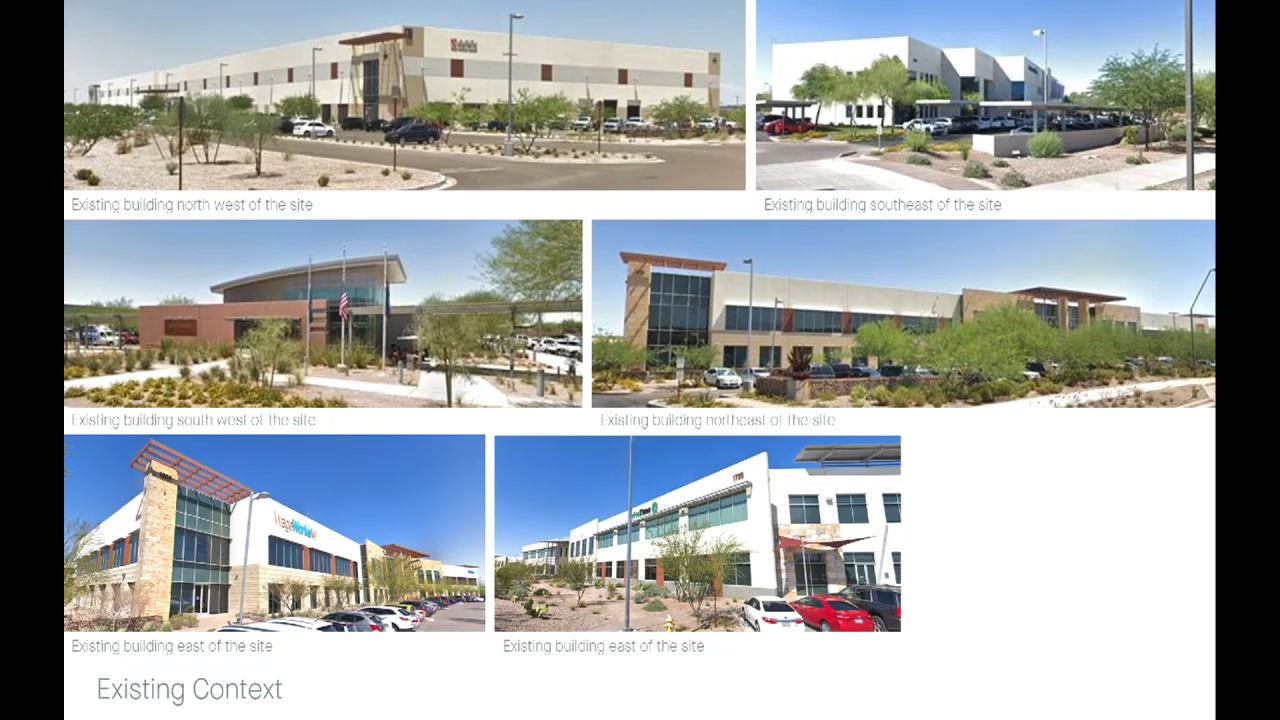 Existing building north west of the site
Existing building southeast of the site
Existing building south west of the site
Existing building northeast of the site
WageWorks
1700
Existing building east of the site
Existing building east of the site
Existing Context